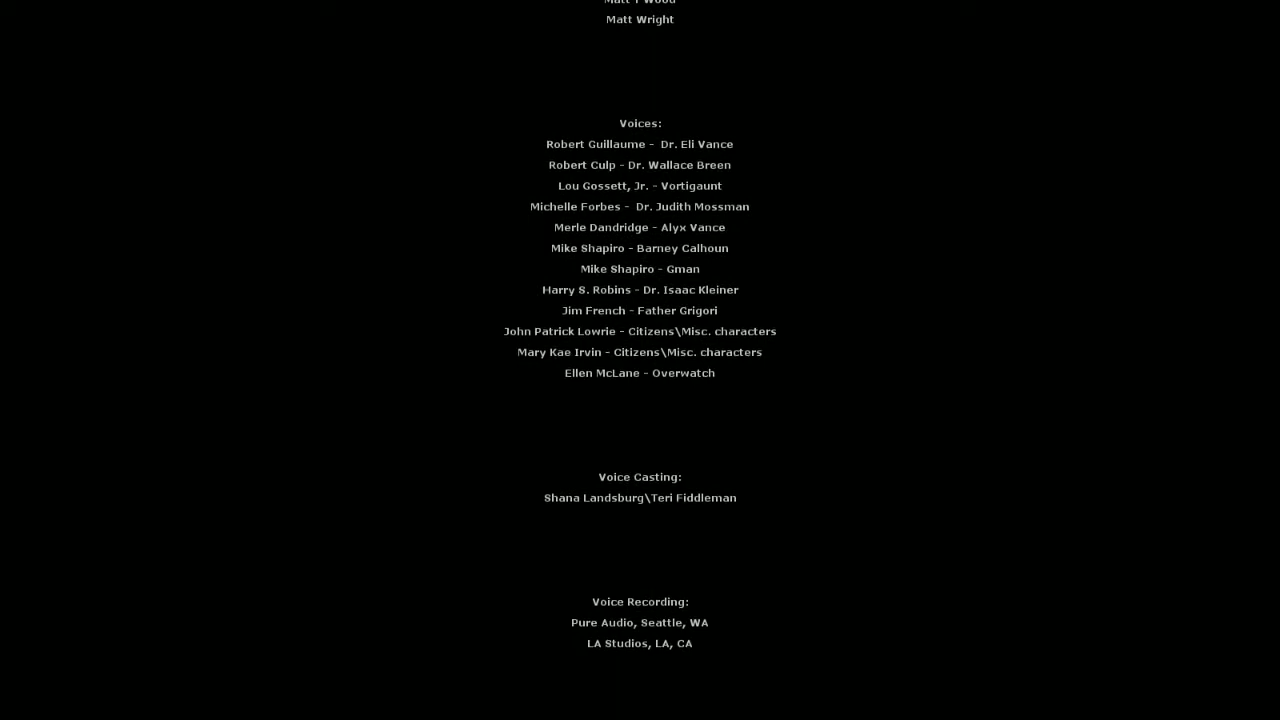 Matt T Wood
Matt Wright
Voices:
Robert Guillaume -  Dr. Eli Vance
Robert Culp - Dr. Wallace Breen
Lou Gossett, Jr. - Vortigaunt
Michelle Forbes -  Dr. Judith Mossman
Merle Dandridge - Alyx Vance
Mike Shapiro - Barney Calhoun
Mike Shapiro - Gman
Harry S. Robins - Dr. Isaac Kleiner
Jim French - Father Grigori
John Patrick Lowrie - Citizens\Misc. characters
Mary Kae Irvin - Citizens\Misc. characters
Ellen McLane - Overwatch
Voice Casting:
Shana Landsburg\Teri Fiddleman
Voice Recording:
Pure Audio, Seattle, WA
LA Studios, LA, CA